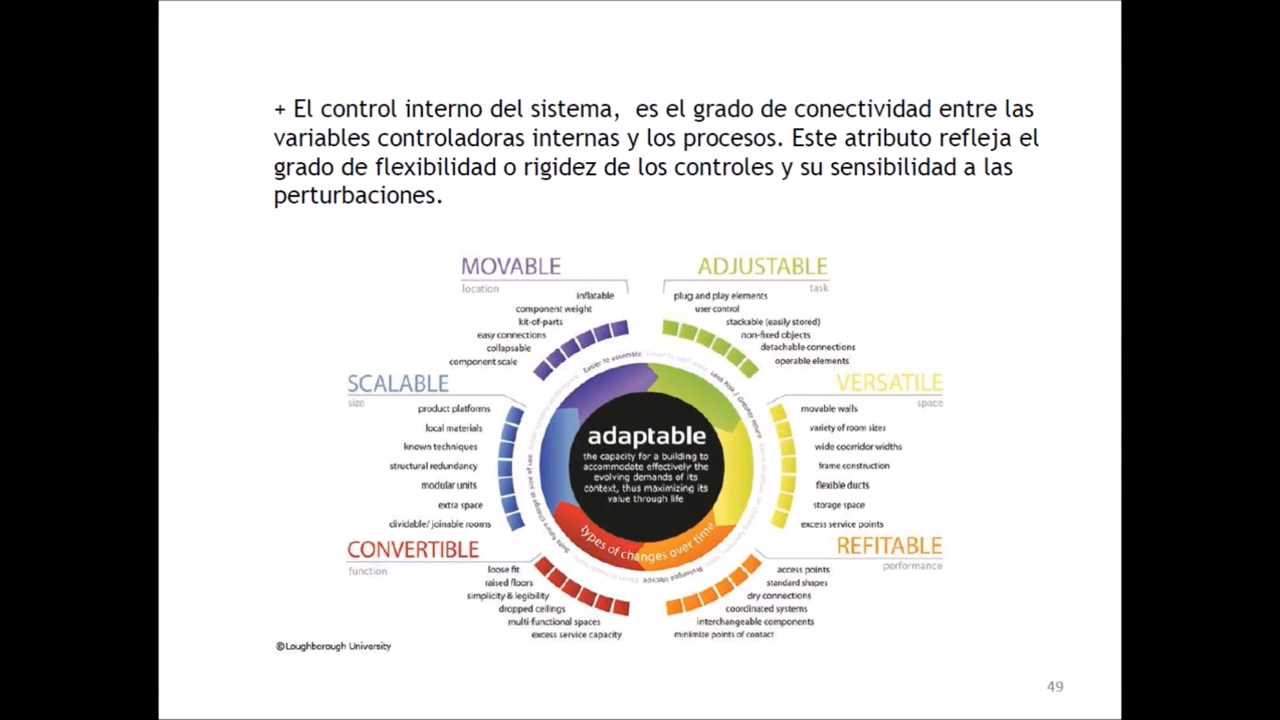 + El control interno del sistema, es el grado de conectividad entre las
variables controladoras internas y los procesos. Este atributo refleja el
grado de flexibilidad o rigidez de los controles y su sensibilidad a las
perturbaciones.
MOVABLE
location
inflatable
component weight
kit-of-parts
easy connections
collapsable
component scale
ADJUSTABLE
task
plug and play elements
user control
stackable (easily stored)
non-fixed objects
detachable connections
operable elements
SCALABLE
size
product platforms
local materials
known techniques
structural redundancy
modular units
extra space
dividable/ joinable rooms
VERSATILE
space
movable walls
variety of room sizes
wide coorridor widths
frame construction
flexible ducts
storage space
excess service points
Easier to assemble
adaptable
the capacity for a building to
accommodate effectively the
evolving demands of its
context, thus maximizing its
value through life
types of changes over time
CONVERTIBLE
function
loose fit
raised floors
simplicity & legibility
dropped ceilings
multi functional spaces
excess service capacity
REFITABLE
performance
access points
standard shapes
dry connections
coordinated systems
interchangeable components
minimize points of contact
©Loughborough University
49